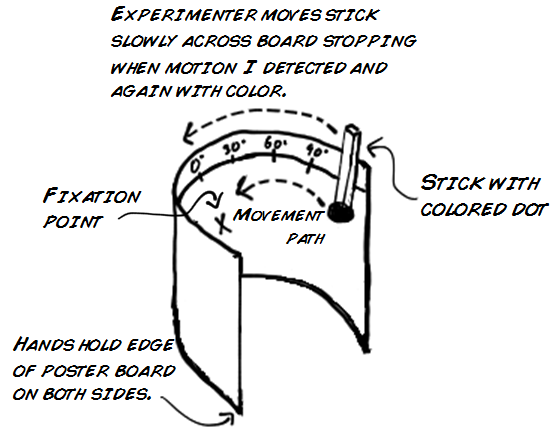 EXPERIMENTER MOVES STICK
SLOWLY ACROSS BOARD STOPPING
WHEN MOTION I DETECTED AND
AGAIN WITH COLOR.
0° 30° 60° 90°
FIXATION
POINT
MOVEMENT
PATH
X
STICK WITH
COLORED DOT
HANDS HOLD EDGE
OF POSTER BOARD
ON BOTH SIDES.